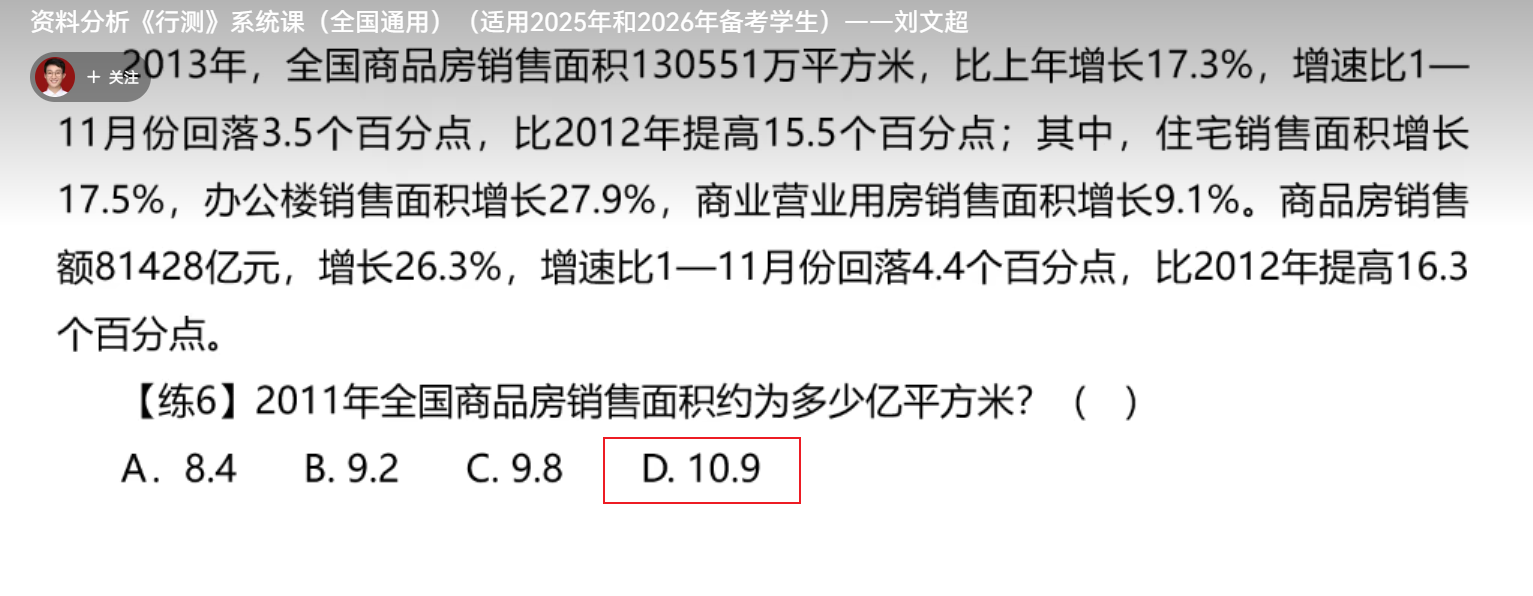 资料分析《行测》系统课（全国通用）（适用2025年和2026年备考学生）——刘文超
2013年，全国商品房销售面积130551万平方米，比上年增长17.3%，增速比1—
+ 关注
11月份回落3.5个百分点，比2012年提高15.5个百分点；其中，住宅销售面积增长
17.5%，办公楼销售面积增长27.9%，商业营业用房销售面积增长9.1%。商品房销售
额81428亿元，增长26.3%，增速比1—11月份回落4.4个百分点，比2012年提高16.3
个百分点。
【练6】2011年全国商品房销售面积约为多少亿平方米？（ ）
A. 8.4 B. 9.2 C. 9.8 D. 10.9